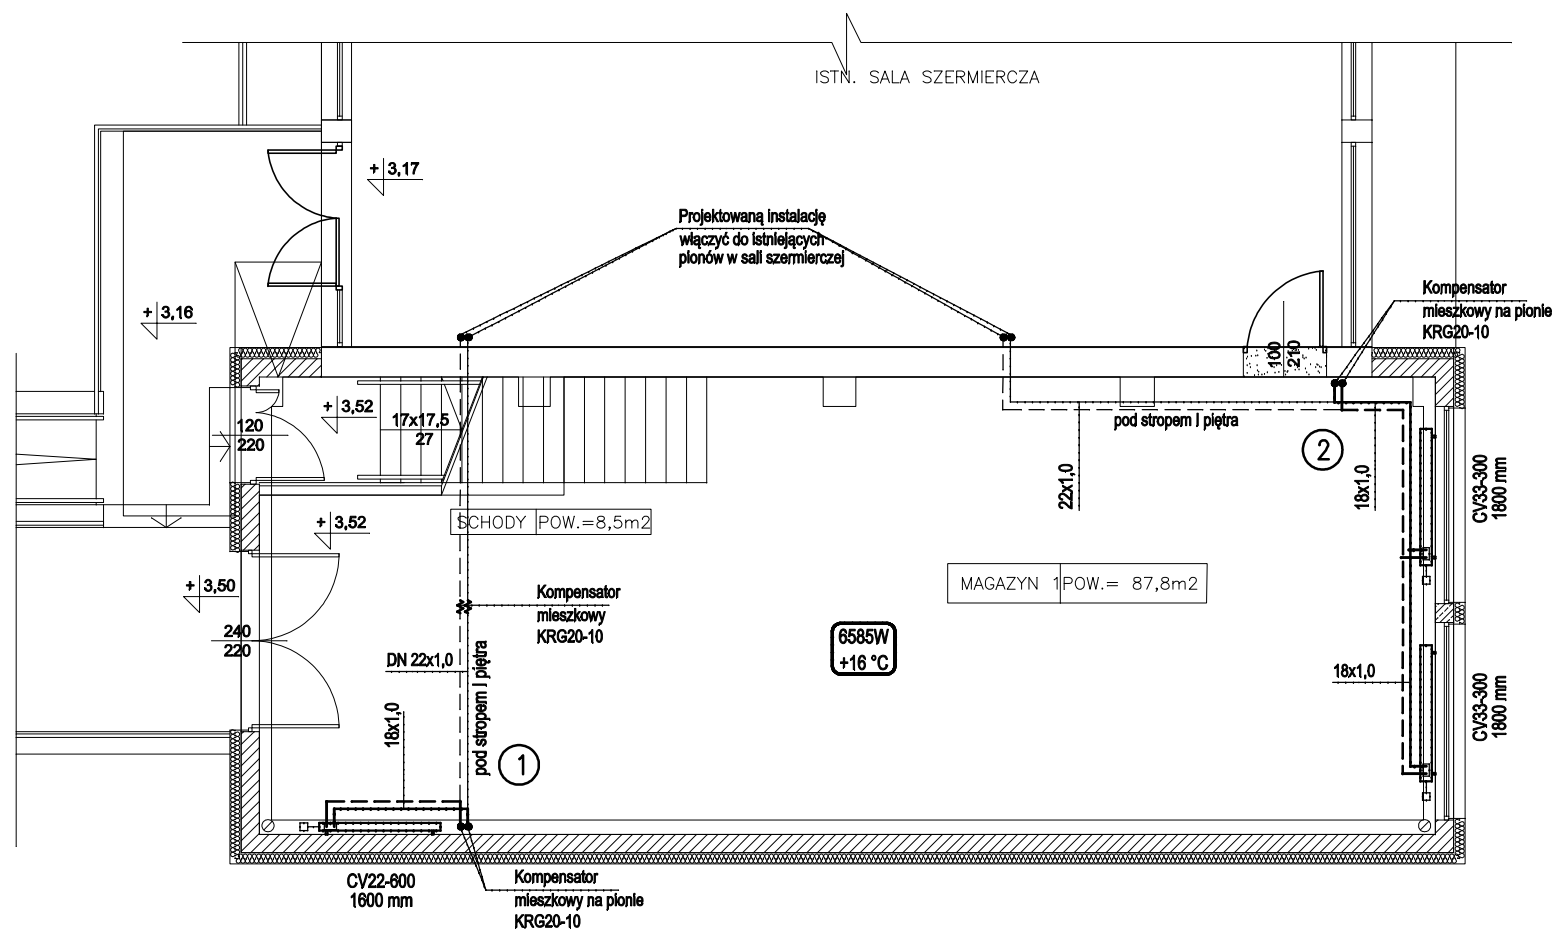 ISTN. SALA SZERMIERCZA
+ 3,17
Projektowaną instalację
włączyć do istniejących
pionów w sali szermierczej
Kompensator
mieszkowy na pionie
KRG20-10
+ 3,16
100
210
+ 3,52
17x17,5
27
120
220
pod stropem I piętra
2
22x1,0
18x1,0
CV33-300
1800 mm
+ 3,52
SCHODY POW.=8,5m2
+ 3,50
MAGAZYN 1 POW.= 87,8m2
Kompensator
mieszkowy
KRG20-10
240
220
6585W
+16 °C
DN 22x1,0
pod stropem I piętra
18x1,0
CV33-300
1800 mm
18x1,0
1
CV22-600
1600 mm
Kompensator
mieszkowy na pionie
KRG20-10